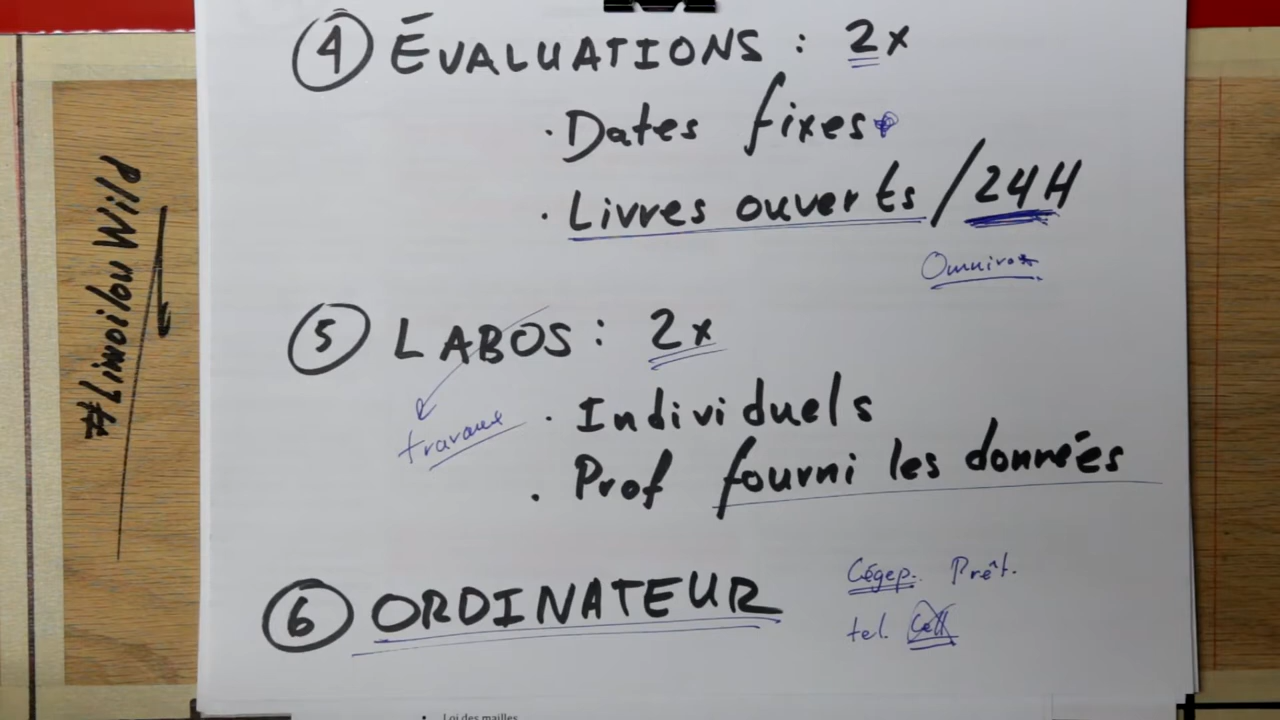 ④ ÉVALUATIONS : 2x
· Dates fixes
· Livres ouverts / 24H
#Limoilou Wild
⑤ LABOS : 2x
travaux
· Individuels
· Prof fourni les données
⑥ ORDINATEUR
Cégep. Prêt.
tel. Cell
• Loi des mailles